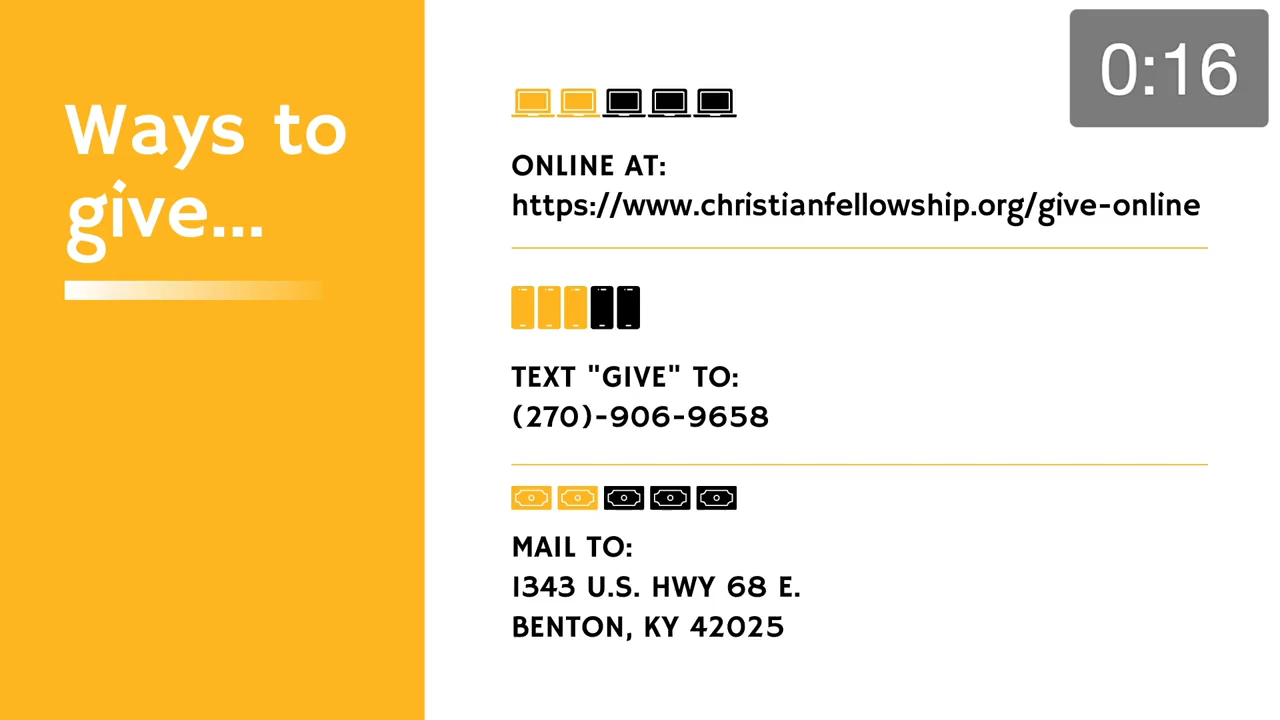 Ways to
give...
0:16
ONLINE AT:
https://www.christianfellowship.org/give-online
TEXT "GIVE" TO:
(270)-906-9658
MAIL TO:
1343 U.S. HWY 68 E.
BENTON, KY 42025